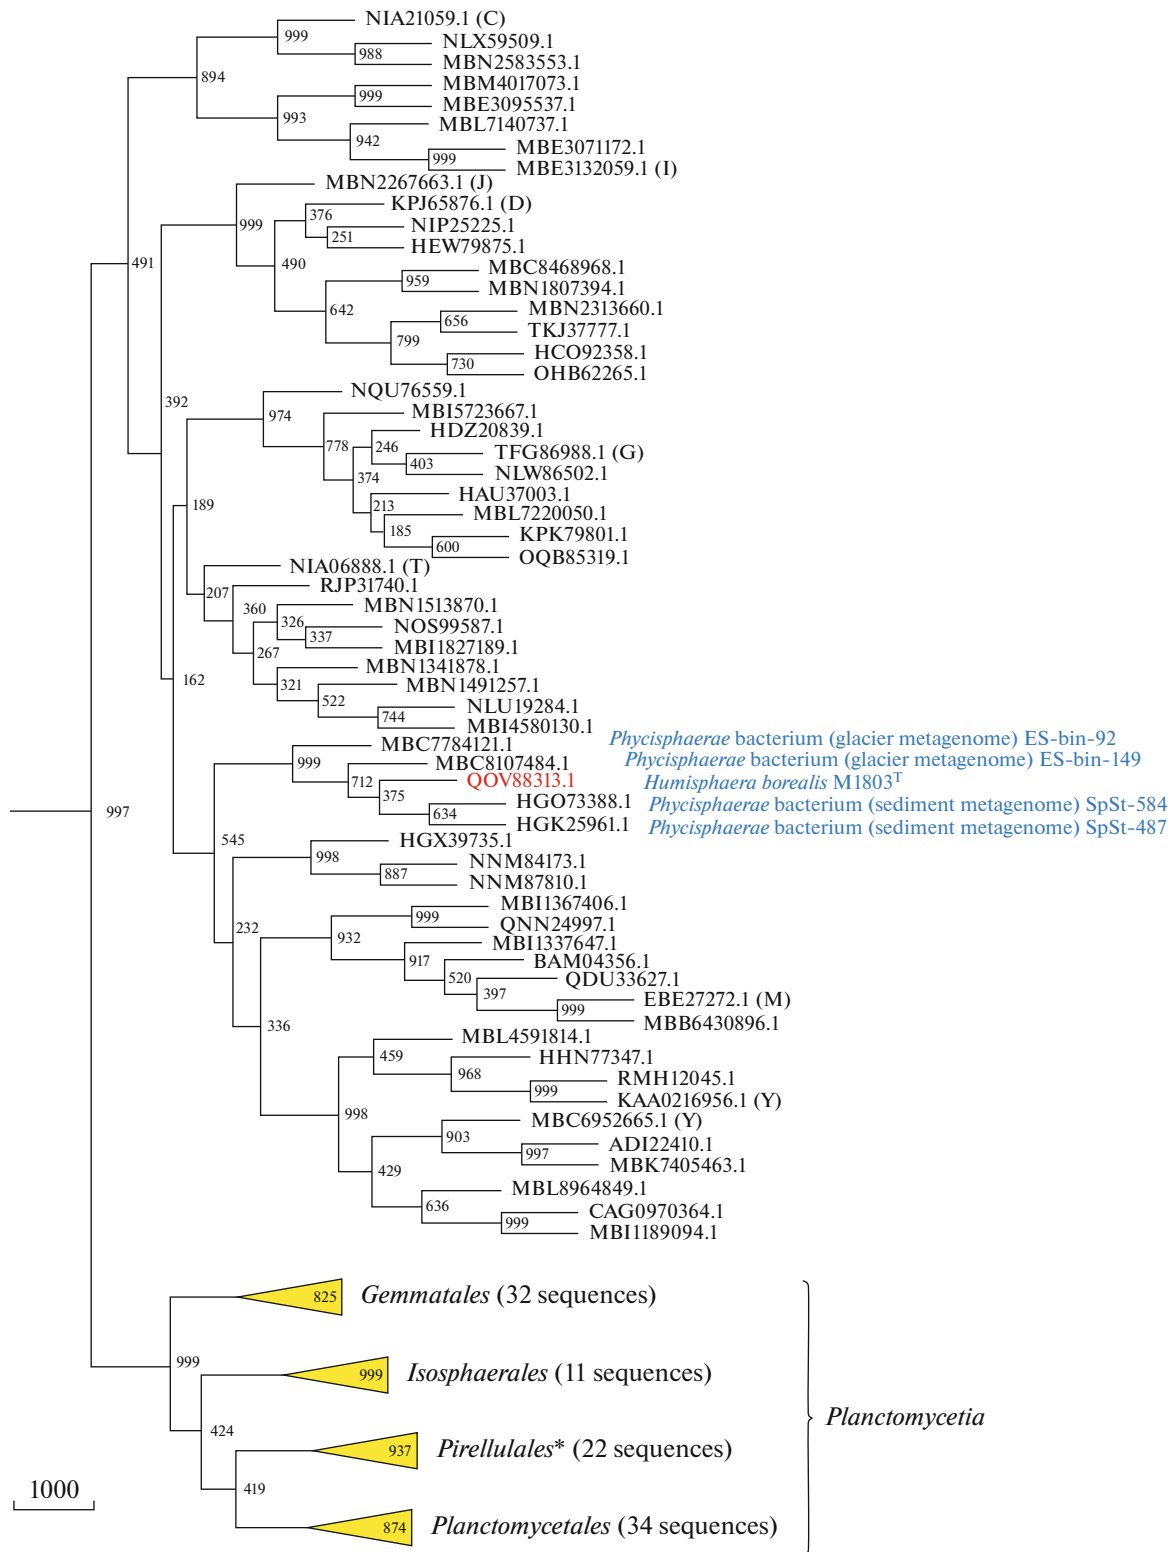 NIA21059.1 (C)
999
NLX59509.1
988
MBN2583553.1
894
MBM4017073.1
999
MBE3095537.1
993
MBL7140737.1
942
MBE3071172.1
999
MBE3132059.1 (I)
MBN2267663.1 (J)
KPJ65876.1 (D)
376
999
NIP25225.1
251
HEW79875.1
491
490
MBC8468968.1
959
MBN1807394.1
642
MBN2313660.1
656
TKJ37777.1
799
HCO92358.1
730
OHB62265.1
NQU76559.1
392
974
MBI5723667.1
HDZ20839.1
778
246
TFG86988.1 (G)
403
NLW86502.1
374
HAU37003.1
189
213
MBL7220050.1
185
KPK79801.1
600
OQB85319.1
NIA06888.1 (T)
207
RJP31740.1
360
MBN1513870.1
326
NOS99587.1
337
MBI1827189.1
267
MBN1341878.1
162
321
MBN1491257.1
522
NLU19284.1
744
MBI4580130.1
MBC7784121.1
Phycisphaerae bacterium (glacier metagenome) ES-bin-92
999
MBC8107484.1
Phycisphaerae bacterium (glacier metagenome) ES-bin-149
712
QOV88313.1
Humisphaera borealis M1803T
375
HGO73388.1
Phycisphaerae bacterium (sediment metagenome) SpSt-584
997
634
HGK25961.1
Phycisphaerae bacterium (sediment metagenome) SpSt-487
545
HGX39735.1
998
NNM84173.1
887
NNM87810.1
MBI1367406.1
999
QNN24997.1
232
932
MBI1337647.1
917
BAM04356.1
520
QDU33627.1
397
EBE27272.1 (M)
999
MBB6430896.1
336
MBL4591814.1
459
HHN77347.1
968
RMH12045.1
999
KAA0216956.1 (Y)
998
MBC6952665.1 (Y)
903
ADI22410.1
997
MBK7405463.1
429
MBL8964849.1
636
CAG0970364.1
999
MBI1189094.1
825
Gemmatales (32 sequences)
999
999
Isosphaerales (11 sequences)
Planctomycetia
424
937
Pirellulales* (22 sequences)
419
1000
874
Planctomycetales (34 sequences)